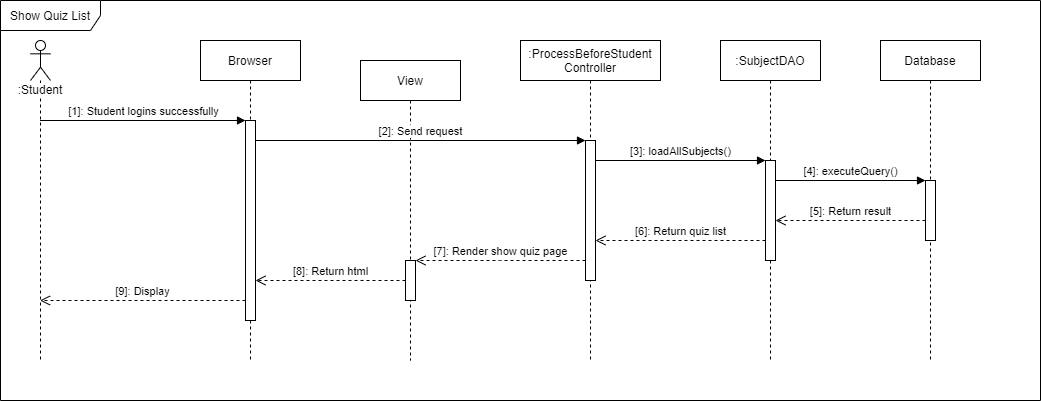 Show Quiz List
:Student
Browser
View
:ProcessBeforeStudent
Controller
:SubjectDAO
Database
[1]: Student logins successfully
[2]: Send request
[3]: loadAllSubjects()
[4]: executeQuery()
[5]: Return result
[6]: Return quiz list
[7]: Render show quiz page
[8]: Return html
[9]: Display